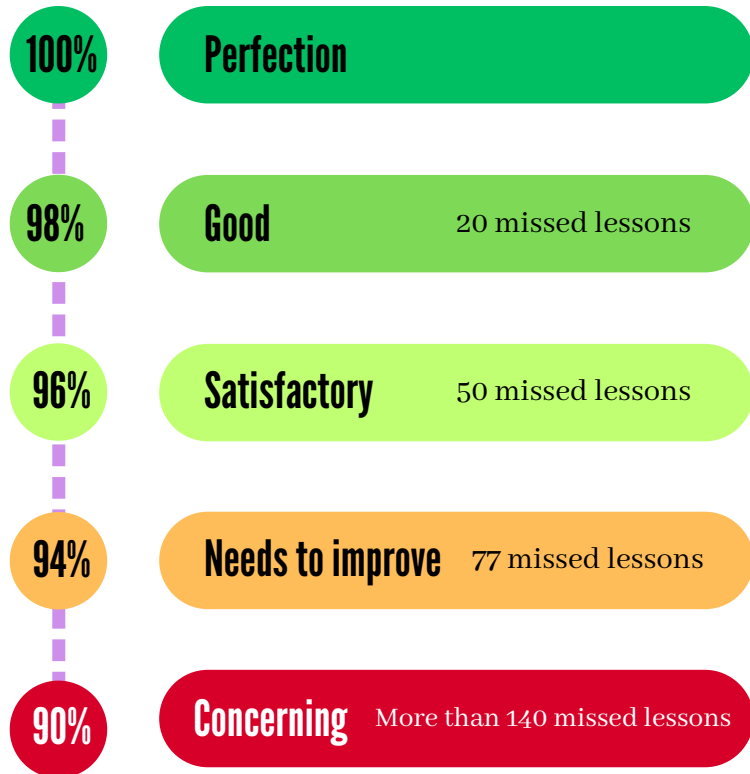 100% Perfection
98% Good 20 missed lessons
96% Satisfactory 50 missed lessons
94% Needs to improve 77 missed lessons
90% Concerning More than 140 missed lessons